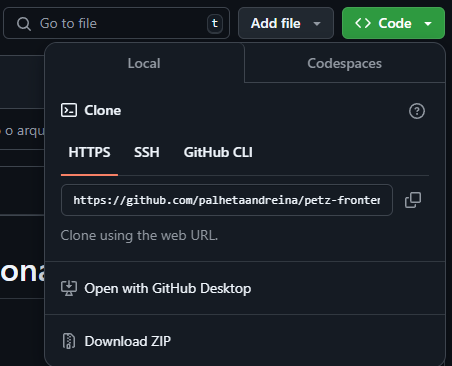 Go to file t Add file Code
Local Codespaces
o arqu
Clone
HTTPS SSH GitHub CLI
https://github.com/palhetaandreina/petz-fronten
Clone using the web URL.
ona
Open with GitHub Desktop
Download ZIP